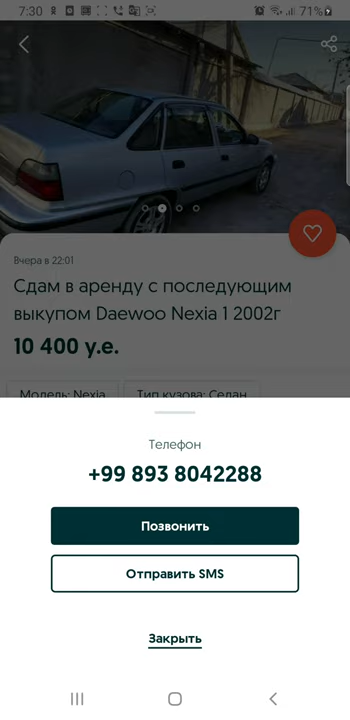 7:30
71%
Вчера в 22:01
Сдам в аренду с последующим
выкупом Daewoo Nexia 1 2002г
10 400 у.е.
Модель: Nexia
Тип кузова: Седан
Телефон
+99 893 8042288
Позвонить
Отправить SMS
Закрыть